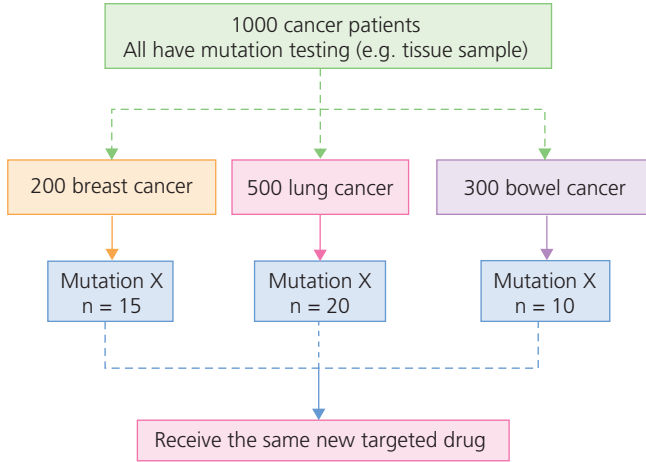 1000 cancer patients
All have mutation testing (e.g. tissue sample)
200 breast cancer
500 lung cancer
300 bowel cancer
Mutation X
n = 15
Mutation X
n = 20
Mutation X
n = 10
Receive the same new targeted drug